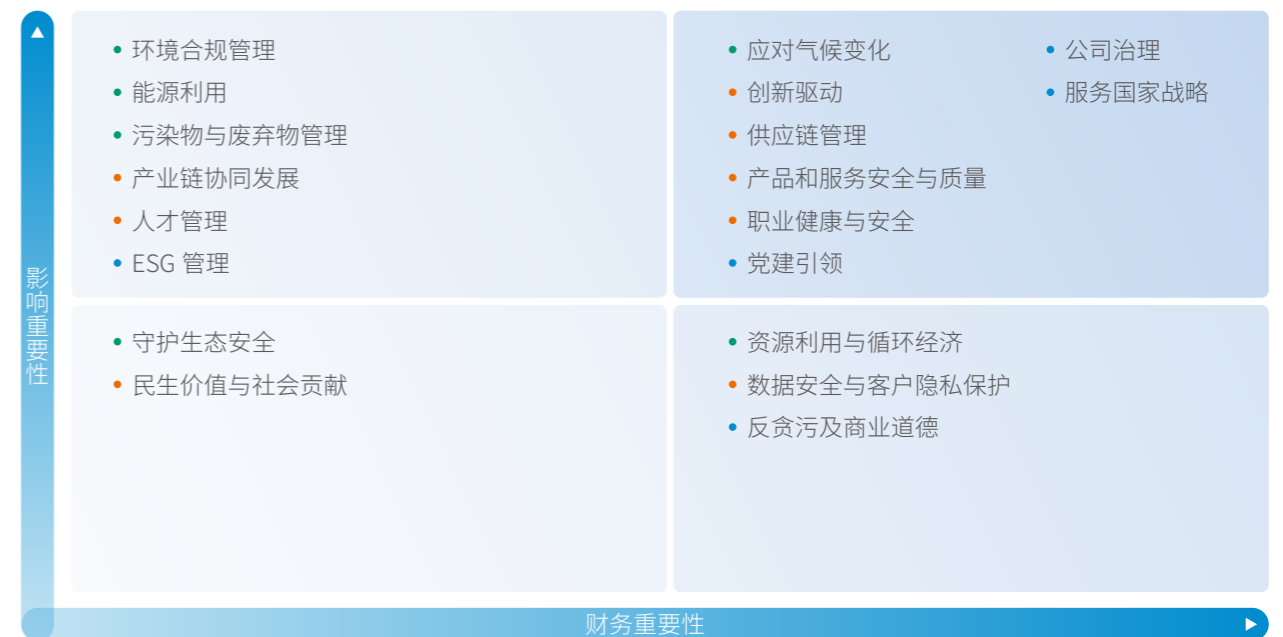 影响重要性
环境合规管理
能源利用
污染物与废弃物管理
产业链协同发展
人才管理
ESG 管理
应对气候变化
创新驱动
供应链管理
产品和服务安全与质量
职业健康与安全
党建引领
公司治理
服务国家战略
守护生态安全
民生价值与社会贡献
资源利用与循环经济
数据安全与客户隐私保护
反贪污及商业道德
财务重要性